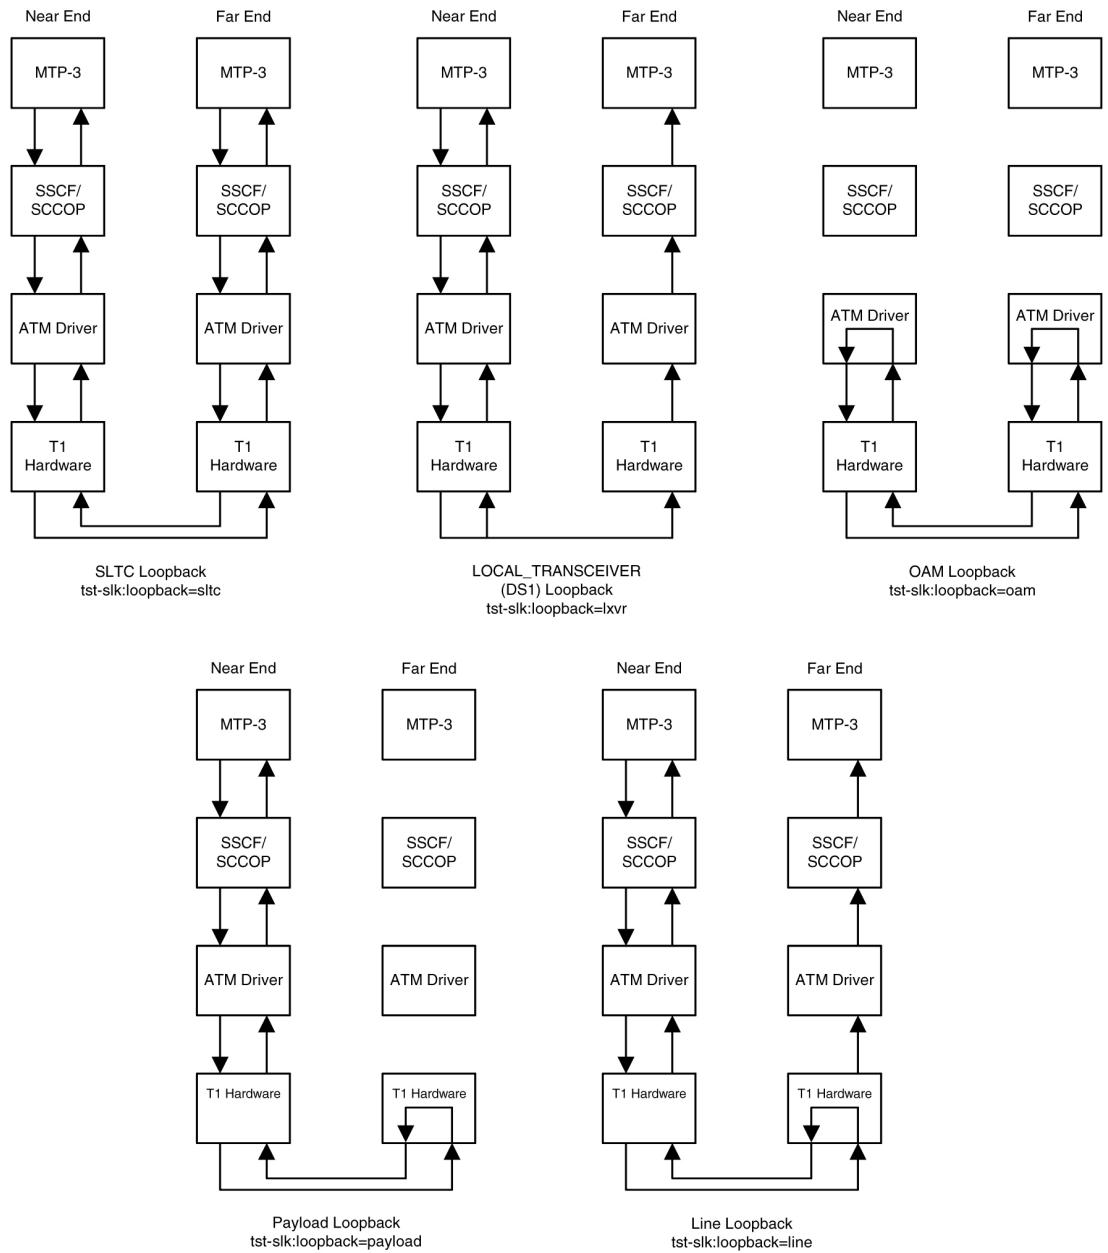 Near End
Far End
MTP-3
MTP-3
SSCF/
SCCOP
SSCF/
SCCOP
ATM Driver
ATM Driver
T1
Hardware
T1
Hardware
SLTC Loopback
tst-slk:loopback=sltc
Near End
Far End
MTP-3
MTP-3
SSCF/
SCCOP
SSCF/
SCCOP
ATM Driver
ATM Driver
T1
Hardware
T1
Hardware
LOCAL_TRANSCEIVER
(DS1) Loopback
tst-slk:loopback=lxvr
Near End
Far End
MTP-3
MTP-3
SSCF/
SCCOP
SSCF/
SCCOP
ATM Driver
ATM Driver
T1
Hardware
T1
Hardware
OAM Loopback
tst-slk:loopback=oam
Near End
Far End
MTP-3
MTP-3
SSCF/
SCCOP
SSCF/
SCCOP
ATM Driver
ATM Driver
T1 Hardware
T1 Hardware
Payload Loopback
tst-slk:loopback=payload
Near End
Far End
MTP-3
MTP-3
SSCF/
SCCOP
SSCF/
SCCOP
ATM Driver
ATM Driver
T1 Hardware
T1 Hardware
Line Loopback
tst-slk:loopback=line